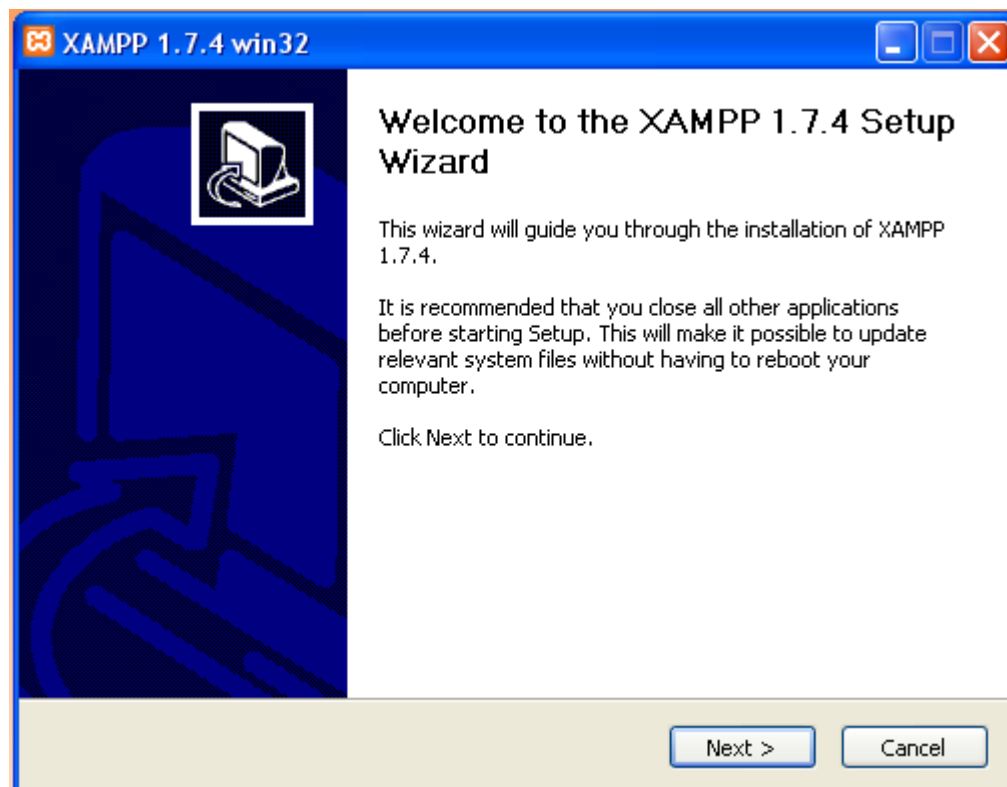 XAMPP 1.7.4 win32
Welcome to the XAMPP 1.7.4 Setup
Wizard
This wizard will guide you through the installation of XAMPP
1.7.4.
It is recommended that you close all other applications
before starting Setup. This will make it possible to update
relevant system files without having to reboot your
computer.
Click Next to continue.
Next >
Cancel